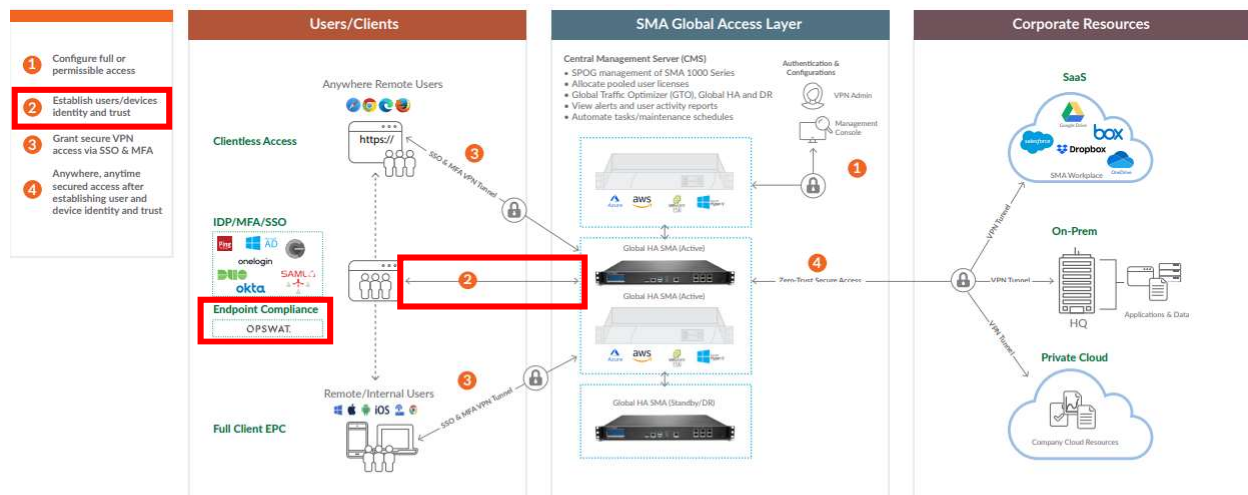 1 Configure full or
permissible access
2 Establish users/devices
identity and trust
3 Grant secure VPN
access via SSO & MFA
4 Anywhere, anytime
secured access after
establishing user and
device identity and trust
Users/Clients
Anywhere Remote Users
Clientless Access
https://
3
SSO & MFA VPN Tunnel
IDP/MFA/SSO
Ping
AD
onelogin
DUO
SAML
okta
2
Endpoint Compliance
OPSWAT.
3
SSO & MFA VPN Tunnel
Remote/Internal Users
iOS
Full Client EPC
SMA Global Access Layer
Central Management Server (CMS)
• SPOG management of SMA 1000 Series
• Allocate pooled user licenses
• Global Traffic Optimizer (GTO), Global HA and DR
• View alerts and user activity reports
• Automate tasks/maintenance schedules
Authentication &
Configurations
VPN Admin
Management
Console
1
Azure
aws
Global HA SMA (Active)
Global HA SMA (Active)
Azure
aws
Global HA SMA (Standby/DR)
4
Zero-Trust Secure Access
Corporate Resources
SaaS
Google Drive
box
salesforce
Dropbox
OneDrive
SMA Workplace
VPN Tunnel
On-Prem
VPN Tunnel
HQ
Applications & Data
VPN Tunnel
Private Cloud
Company Cloud Resources